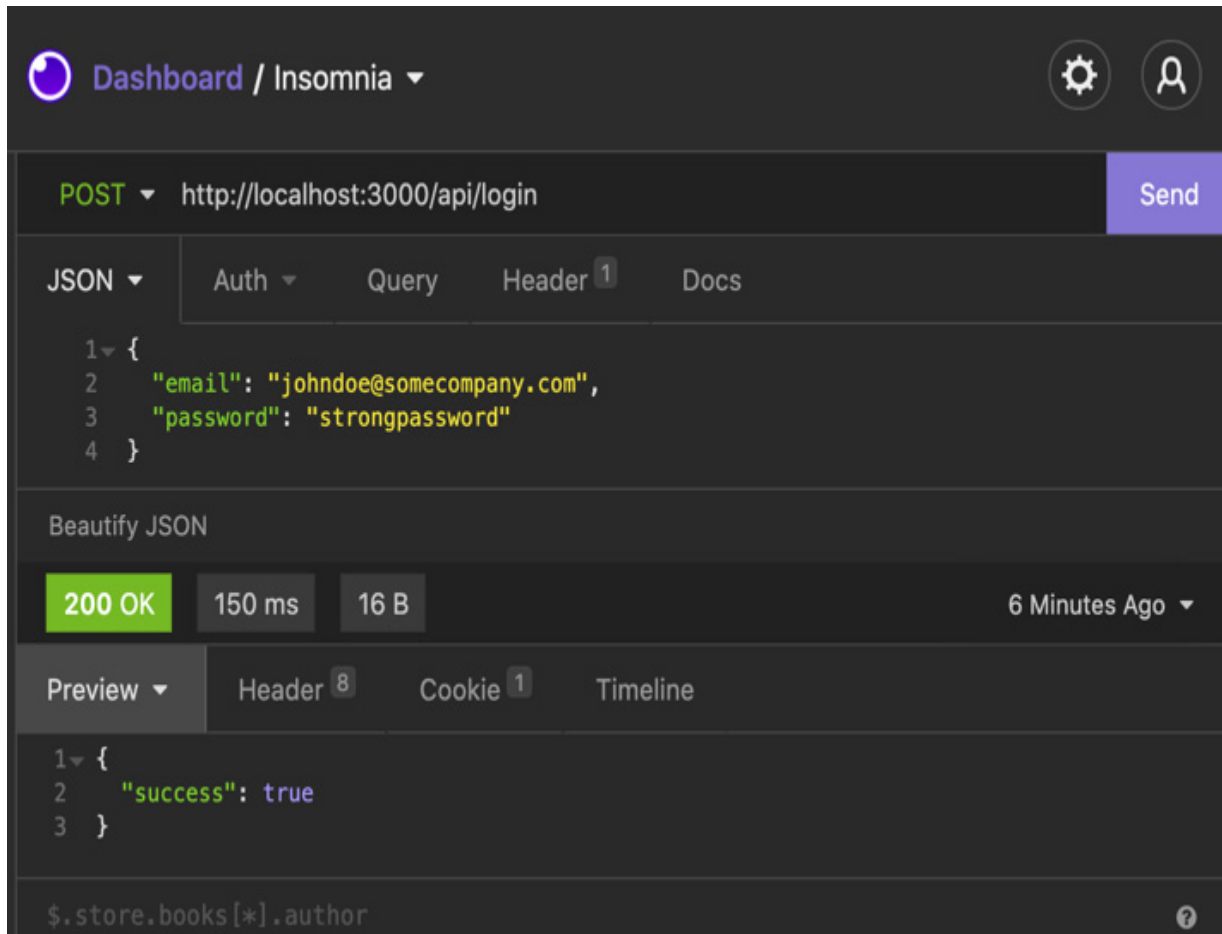 Dashboard / Insomnia
POST http://localhost:3000/api/login Send
JSON Auth Query Header 1 Docs
1 {
2 "email": "johndoe@somecompany.com",
3 "password": "strongpassword"
4 }
Beautify JSON
200 OK 150 ms 16 B 6 Minutes Ago
Preview Header 8 Cookie 1 Timeline
1 {
2 "success": true
3 }
$.store.books[*].author ?